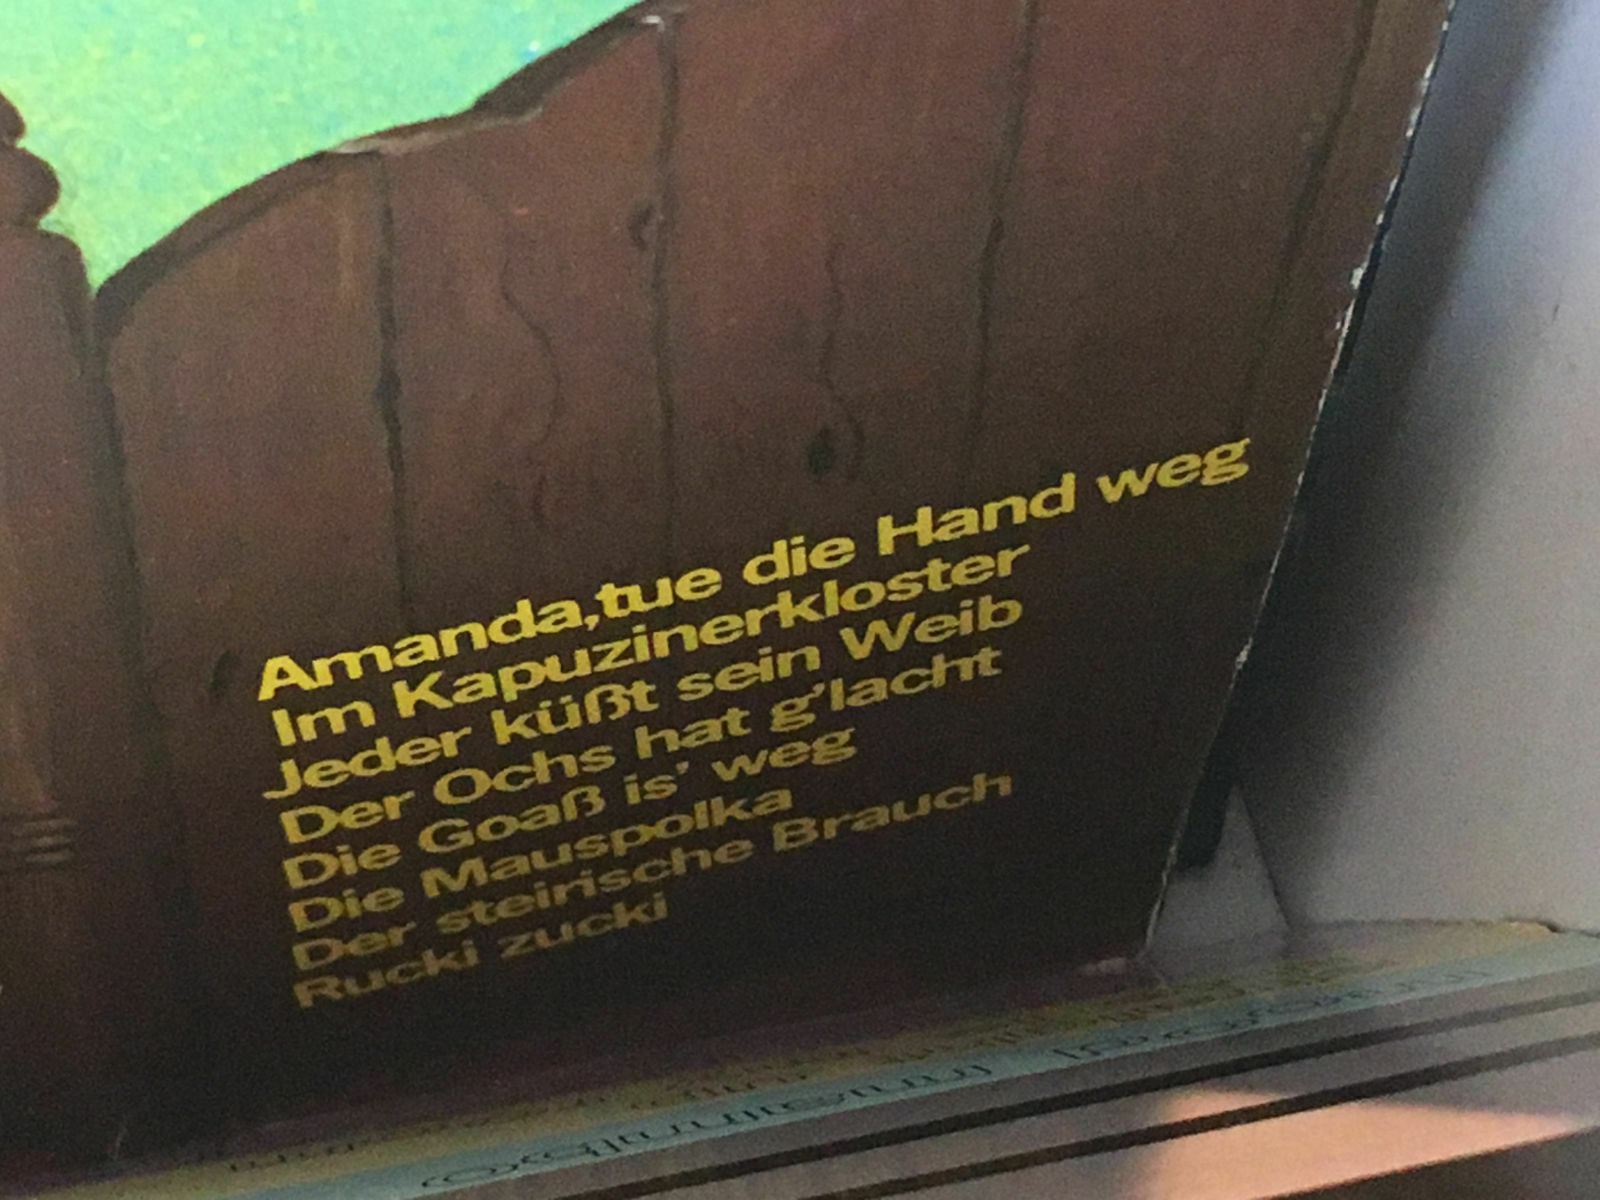 Amanda,tue die Hand weg
Im Kapuzinerkloster
Jeder küßt sein Weib
Der Ochs hat g'lacht
Die Goaß is' weg
Die Mauspolka
Der steirische Brauch
Rucki zucki